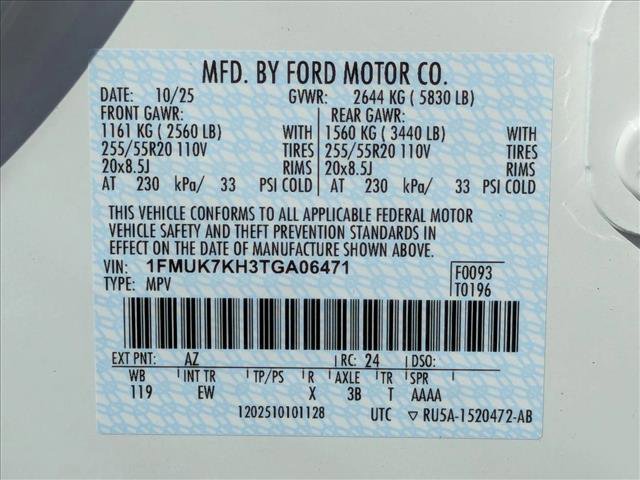 MFD. BY FORD MOTOR CO.
DATE: 10/25 GVWR: 2644 KG ( 5830 LB)
FRONT GAWR: REAR GAWR:
1161 KG ( 2560 LB) WITH 1560 KG ( 3440 LB) WITH
255/55R20 110V TIRES 255/55R20 110V TIRES
20x8.5J RIMS 20x8.5J RIMS
AT 230 kPa/ 33 PSI COLD AT 230 kPa/ 33 PSI COLD
THIS VEHICLE CONFORMS TO ALL APPLICABLE FEDERAL MOTOR
VEHICLE SAFETY AND THEFT PREVENTION STANDARDS IN
EFFECT ON THE DATE OF MANUFACTURE SHOWN ABOVE.
VIN: 1FMUK7KH3TGA06471 F0093
TYPE: MPV T0196
EXT PNT: AZ RC: 24 DSO:
WB INT TR TP/PS R AXLE TR SPR
119 EW X 3B T AAAA
1202510101128 UTC ▽ RU5A-1520472-AB